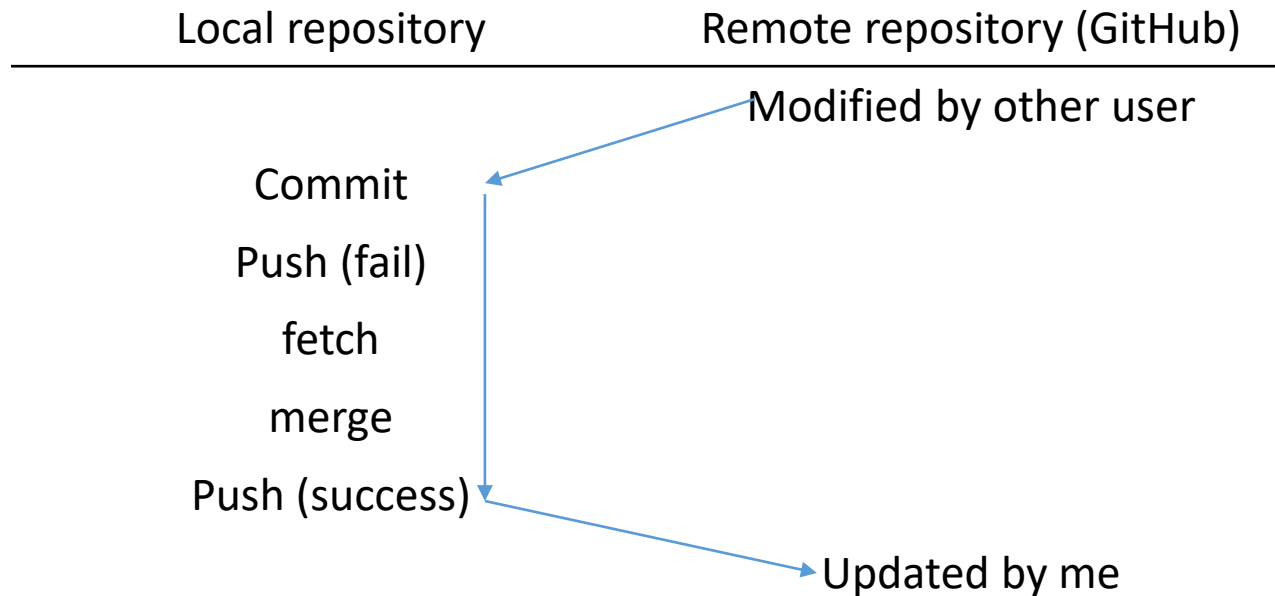 Local repository
Remote repository (GitHub)
Modified by other user
Commit
Push (fail)
fetch
merge
Push (success)
Updated by me